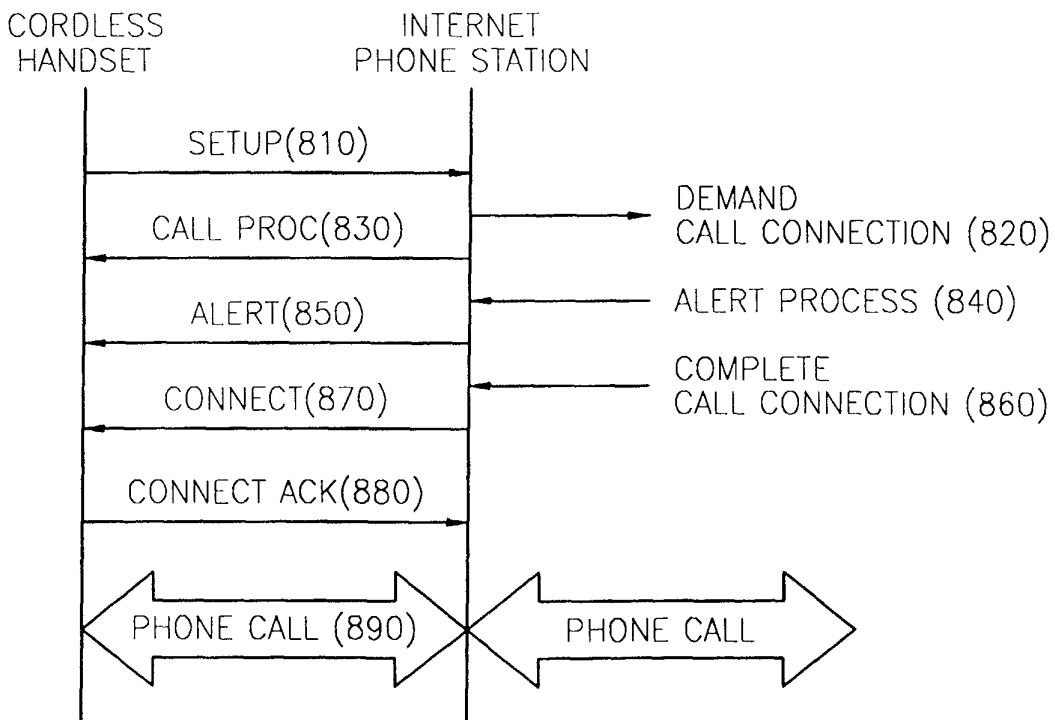 CORDLESS
HANDSET
INTERNET
PHONE STATION
SETUP(810)
DEMAND
CALL CONNECTION (820)
CALL PROC(830)
ALERT PROCESS (840)
ALERT(850)
COMPLETE
CALL CONNECTION (860)
CONNECT(870)
CONNECT ACK(880)
PHONE CALL (890)
PHONE CALL